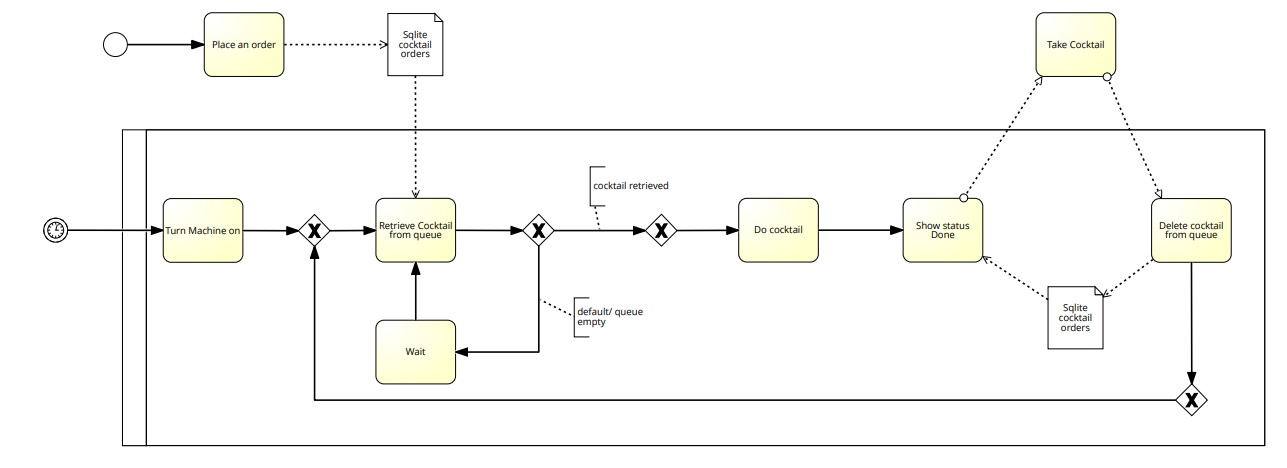 Place an order
Sqlite
cocktail
orders
Take Cocktail
cocktail retrieved
Turn Machine on
Retrieve Cocktail
from queue
Do cocktail
Show status
Done
Delete cocktail
from queue
default/ queue
empty
Sqlite
cocktail
orders
Wait